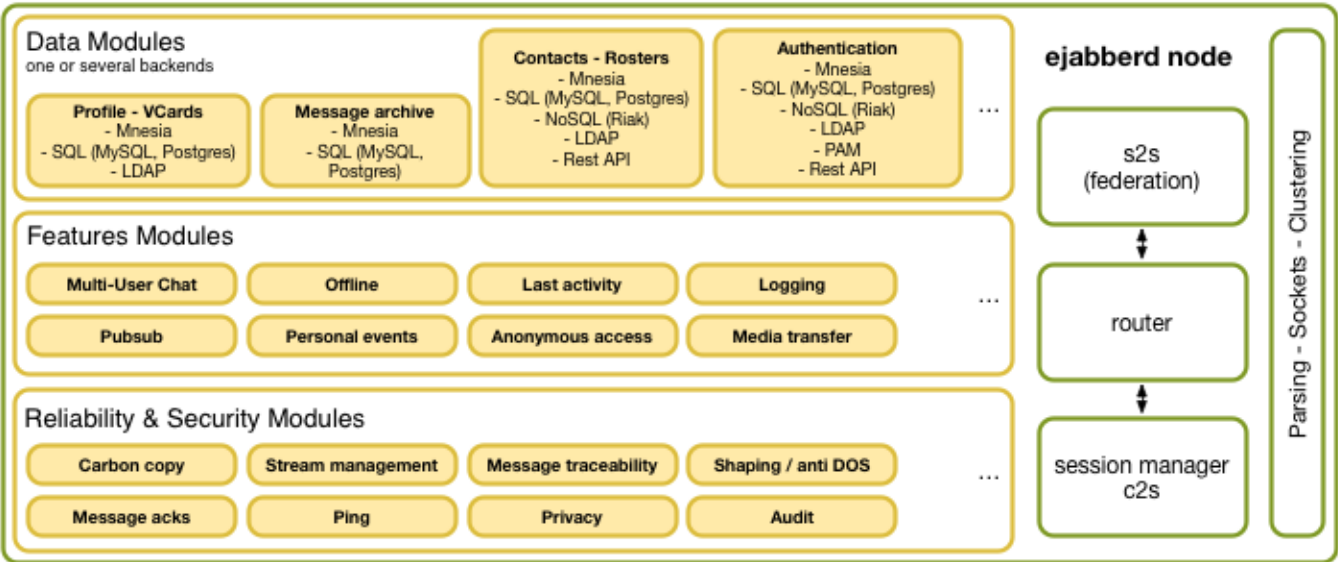 Data Modules
one or several backends
Profile - VCards
- Mnesia
- SQL (MySQL, Postgres)
- LDAP
Message archive
- Mnesia
- SQL (MySQL,
Postgres)
Contacts - Rosters
- Mnesia
- SQL (MySQL, Postgres)
- NoSQL (Riak)
- LDAP
- Rest API
Authentication
- Mnesia
- SQL (MySQL, Postgres)
- NoSQL (Riak)
- LDAP
- PAM
- Rest API
...
Features Modules
Multi-User Chat
Offline
Last activity
Logging
Pubsub
Personal events
Anonymous access
Media transfer
...
Reliability & Security Modules
Carbon copy
Stream management
Message traceability
Shaping / anti DOS
Message acks
Ping
Privacy
Audit
...
ejabberd node
s2s
(federation)
router
session manager
c2s
Parsing - Sockets - Clustering